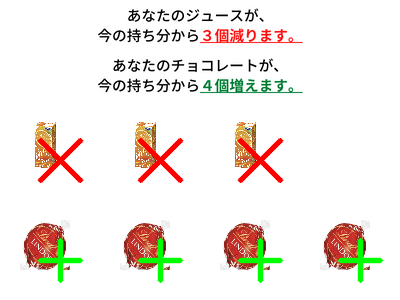 あなたのジュースが、
今の持ち分から３個減ります。
あなたのチョコレートが、
今の持ち分から４個増えます。